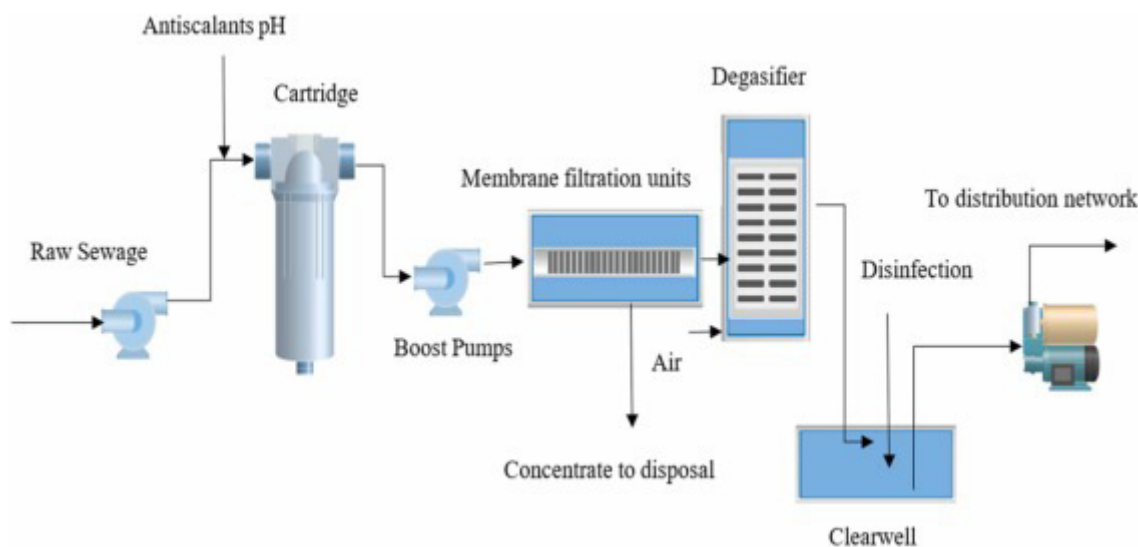 Antiscalants pH
Cartridge
Degasifier
Membrane filtration units
To distribution network
Raw Sewage
Disinfection
Boost Pumps
Air
Concentrate to disposal
Clearwell